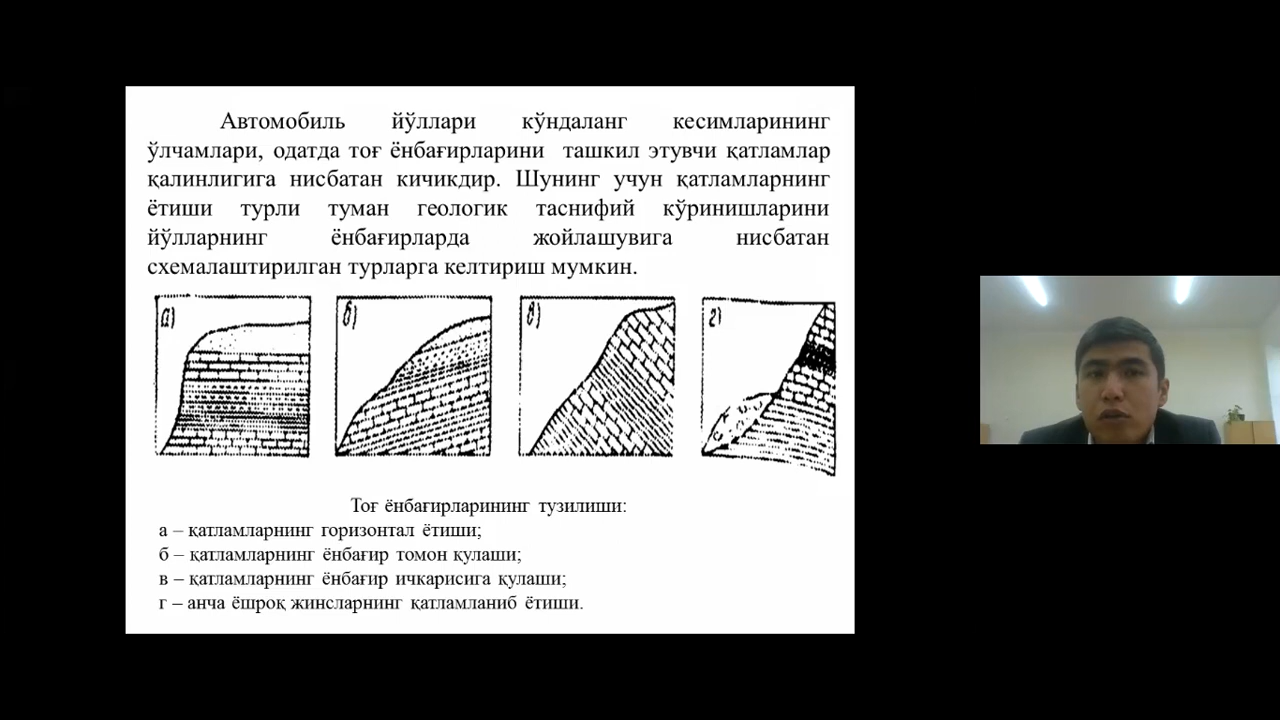 Автомобиль йўллари кўндаланг кесимларининг
ўлчамлари, одатда тоғ ёнбағирларини ташкил этувчи қатламлар
қалинлигига нисбатан кичикдир. Шунинг учун қатламларнинг
ётиши турли туман геологик таснифий кўринишларини
йўлларнинг ёнбағирларда жойлашувига нисбатан
схемалаштирилган турларга келтириш мумкин.
а) б) в) г)
Тоғ ёнбағирларининг тузилиши:
а – қатламларнинг горизонтал ётиши;
б – қатламларнинг ёнбағир томон қулаши;
в – қатламларнинг ёнбағир ичкарисига қулаши;
г – анча ёшроқ жинсларнинг қатламланиб ётиши.